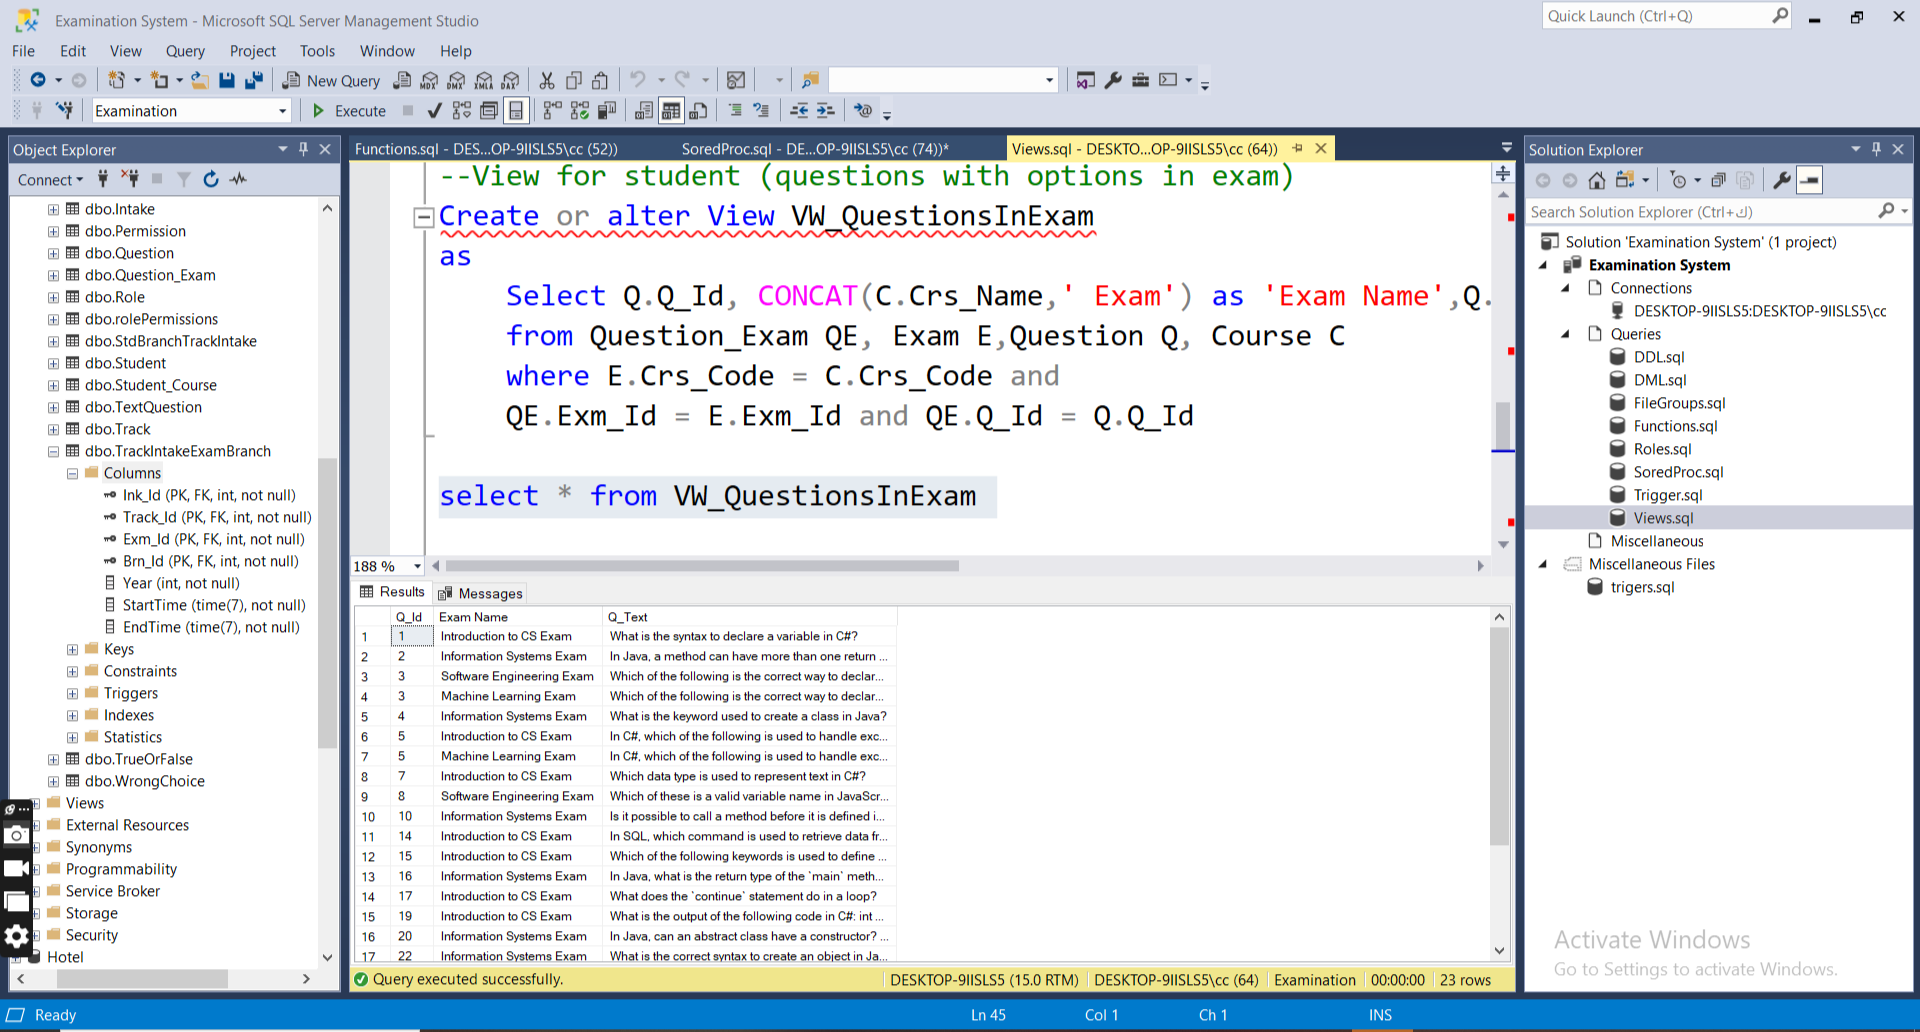 Examination System - Microsoft SQL Server Management Studio
Quick Launch (Ctrl+Q)
File Edit View Query Project Tools Window Help
New Query MDX DMX XMLA DAX
Examination Execute
Object Explorer
Connect
dbo.Intake
dbo.Permission
dbo.Question
dbo.Question_Exam
dbo.Role
dbo.rolePermissions
dbo.StdBranchTrackIntake
dbo.Student
dbo.Student_Course
dbo.TextQuestion
dbo.Track
dbo.TrackIntakeExamBranch
Columns
Ink_Id (PK, FK, int, not null)
Track_Id (PK, FK, int, not null)
Exm_Id (PK, FK, int, not null)
Brn_Id (PK, FK, int, not null)
Year (int, not null)
StartTime (time(7), not null)
EndTime (time(7), not null)
Keys
Constraints
Triggers
Indexes
Statistics
dbo.TrueOrFalse
dbo.WrongChoice
Views
External Resources
Synonyms
Programmability
Service Broker
Storage
Security
Hotel
Functions.sql - DES...OP-9IISLS5\cc (52)) SoredProc.sql - DE...OP-9IISLS5\cc (74))* Views.sql - DESKTO...OP-9IISLS5\cc (64))
--View for student (questions with options in exam)
Create or alter View VW_QuestionsInExam
as
Select Q.Q_Id, CONCAT(C.Crs_Name,' Exam') as 'Exam Name',Q.
from Question_Exam QE, Exam E,Question Q, Course C
where E.Crs_Code = C.Crs_Code and
QE.Exm_Id = E.Exm_Id and QE.Q_Id = Q.Q_Id
select * from VW_QuestionsInExam
188 %
Results Messages
Q_Id Exam Name Q_Text
1 1 Introduction to CS Exam What is the syntax to declare a variable in C#?
2 2 Information Systems Exam In Java, a method can have more than one return ...
3 3 Software Engineering Exam Which of the following is the correct way to declar...
4 3 Machine Learning Exam Which of the following is the correct way to declar...
5 4 Information Systems Exam What is the keyword used to create a class in Java?
6 5 Introduction to CS Exam In C#, which of the following is used to handle exc...
7 5 Machine Learning Exam In C#, which of the following is used to handle exc...
8 7 Introduction to CS Exam Which data type is used to represent text in C#?
9 8 Software Engineering Exam Which of these is a valid variable name in JavaScr...
10 10 Information Systems Exam Is it possible to call a method before it is defined i...
11 14 Introduction to CS Exam In SQL, which command is used to retrieve data fr...
12 15 Introduction to CS Exam Which of the following keywords is used to define ...
13 16 Information Systems Exam In Java, what is the return type of the `main` meth...
14 17 Introduction to CS Exam What does the `continue` statement do in a loop?
15 19 Introduction to CS Exam What is the output of the following code in C#: int ...
16 20 Information Systems Exam In Java, can an abstract class have a constructor? ...
17 22 Information Systems Exam What is the correct syntax to create an object in Ja...
Query executed successfully. DESKTOP-9IISLS5 (15.0 RTM) DESKTOP-9IISLS5\cc (64) Examination 00:00:00 23 rows
Solution Explorer
Search Solution Explorer (Ctrl+ك)
Solution 'Examination System' (1 project)
Examination System
Connections
DESKTOP-9IISLS5:DESKTOP-9IISLS5\cc
Queries
DDL.sql
DML.sql
FileGroups.sql
Functions.sql
Roles.sql
SoredProc.sql
Trigger.sql
Views.sql
Miscellaneous
Miscellaneous Files
trigers.sql
Activate Windows
Go to Settings to activate Windows.
Ready Ln 45 Col 1 Ch 1 INS